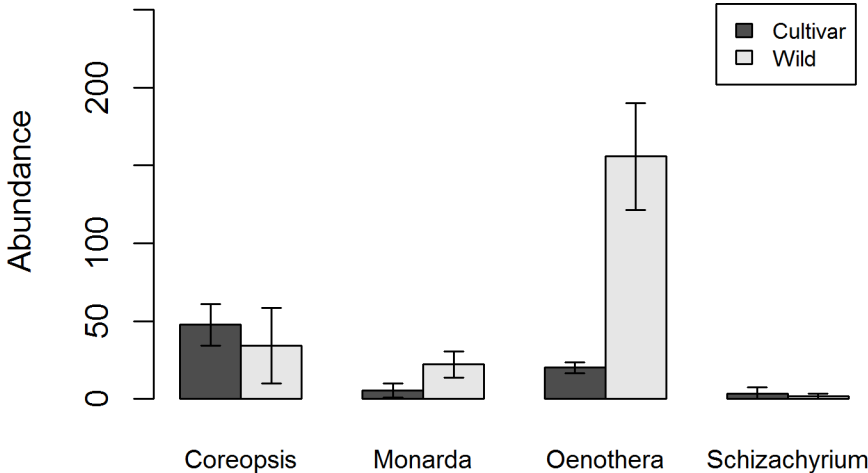 Cultivar
Wild
Abundance
200
100
50
0
Coreopsis Monarda Oenothera Schizachyrium